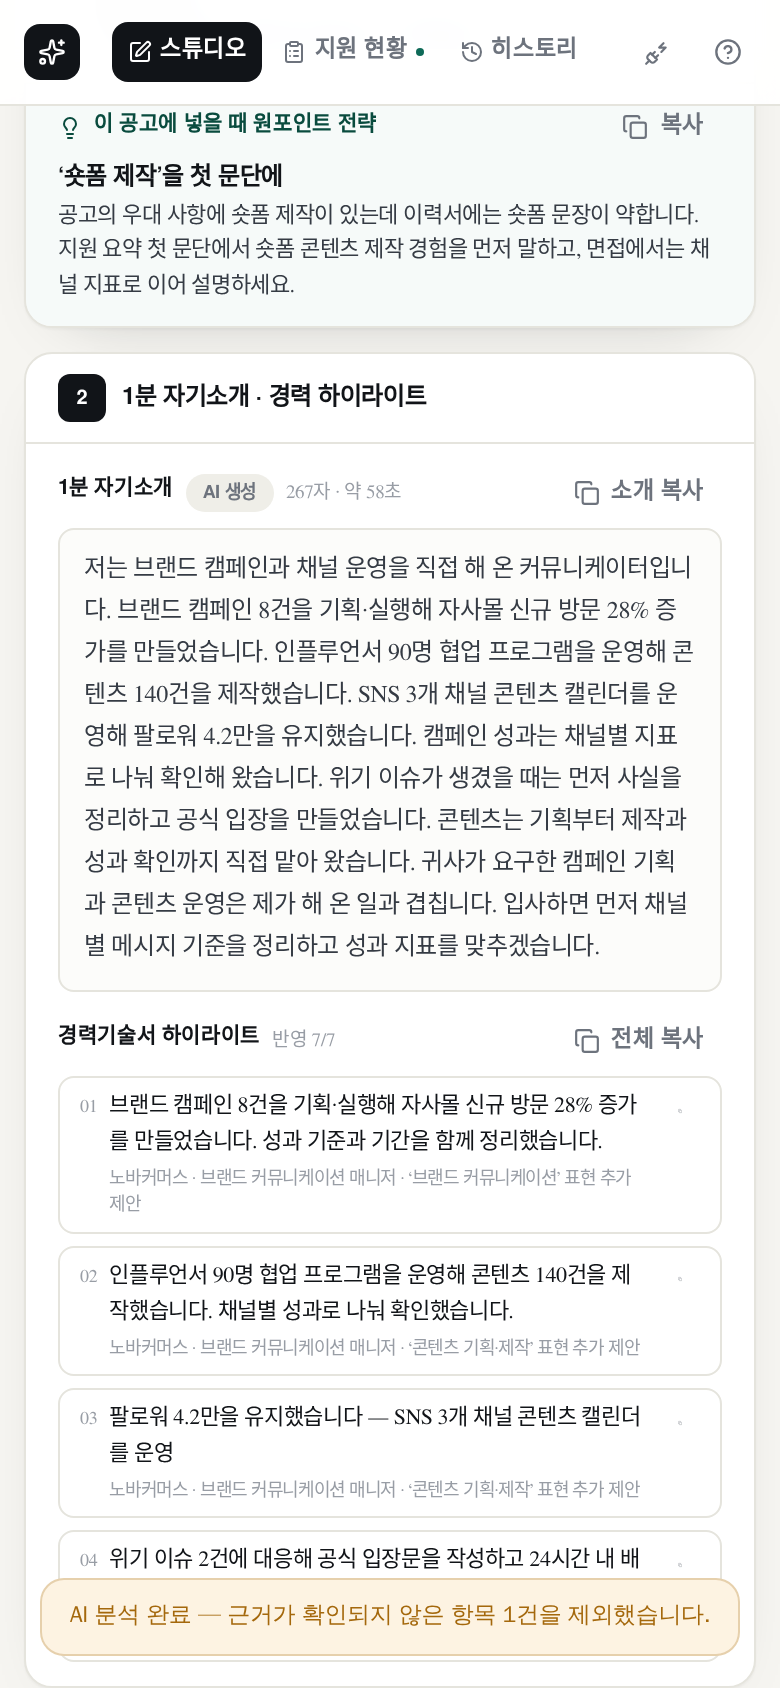 스튜디오
지원 현황
히스토리
이 공고에 넣을 때 원포인트 전략
복사
‘숏폼 제작’을 첫 문단에
공고의 우대 사항에 숏폼 제작이 있는데 이력서에는 숏폼 문장이 약합니다.
지원 요약 첫 문단에서 숏폼 콘텐츠 제작 경험을 먼저 말하고, 면접에서는 채
널 지표로 이어 설명하세요.
2
1분 자기소개 · 경력 하이라이트
1분 자기소개
AI 생성
267자 · 약 58초
소개 복사
저는 브랜드 캠페인과 채널 운영을 직접 해 온 커뮤니케이터입니
다. 브랜드 캠페인 8건을 기획·실행해 자사몰 신규 방문 28% 증
가를 만들었습니다. 인플루언서 90명 협업 프로그램을 운영해 콘
텐츠 140건을 제작했습니다. SNS 3개 채널 콘텐츠 캘린더를 운
영해 팔로워 4.2만을 유지했습니다. 캠페인 성과는 채널별 지표
로 나눠 확인해 왔습니다. 위기 이슈가 생겼을 때는 먼저 사실을
정리하고 공식 입장을 만들었습니다. 콘텐츠는 기획부터 제작과
성과 확인까지 직접 맡아 왔습니다. 귀사가 요구한 캠페인 기획
과 콘텐츠 운영은 제가 해 온 일과 겹칩니다. 입사하면 먼저 채널
별 메시지 기준을 정리하고 성과 지표를 맞추겠습니다.
경력기술서 하이라이트
반영 7/7
전체 복사
01
브랜드 캠페인 8건을 기획·실행해 자사몰 신규 방문 28% 증가
를 만들었습니다. 성과 기준과 기간을 함께 정리했습니다.
노바커머스 · 브랜드 커뮤니케이션 매니저 · ‘브랜드 커뮤니케이션’ 표현 추가
제안
02
인플루언서 90명 협업 프로그램을 운영해 콘텐츠 140건을 제
작했습니다. 채널별 성과로 나눠 확인했습니다.
노바커머스 · 브랜드 커뮤니케이션 매니저 · ‘콘텐츠 기획·제작’ 표현 추가 제안
03
팔로워 4.2만을 유지했습니다 — SNS 3개 채널 콘텐츠 캘린더
를 운영
노바커머스 · 브랜드 커뮤니케이션 매니저 · ‘콘텐츠 기획·제작’ 표현 추가 제안
04
위기 이슈 2건에 대응해 공식 입장문을 작성하고 24시간 내 배
AI 분석 완료 — 근거가 확인되지 않은 항목 1건을 제외했습니다.